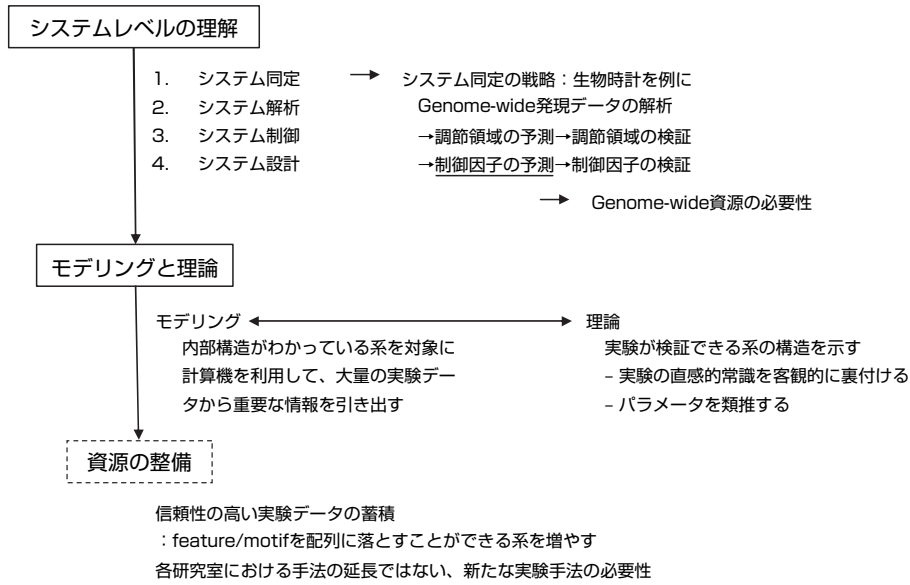 システムレベルの理解
1. システム同定 → システム同定の戦略：生物時計を例に
2. システム解析 Genome-wide発現データの解析
3. システム制御 →調節領域の予測→調節領域の検証
4. システム設計 →制御因子の予測→制御因子の検証
→ Genome-wide資源の必要性
モデリングと理論
モデリング 理論
内部構造がわかっている系を対象に 実験が検証できる系の構造を示す
計算機を利用して、大量の実験デー – 実験の直感的常識を客観的に裏付ける
タから重要な情報を引き出す – パラメータを類推する
資源の整備
信頼性の高い実験データの蓄積
：feature/motifを配列に落とすことができる系を増やす
各研究室における手法の延長ではない、新たな実験手法の必要性